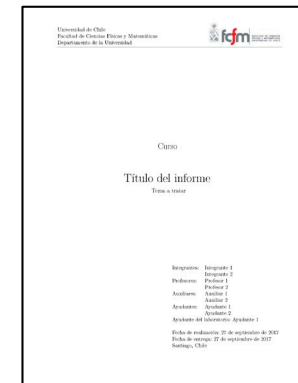 Universidad de Chile
Facultad de Ciencias Físicas y Matemáticas
Departamento de la Universidad
fcfm
Curso
Título del informe
Tema a tratar
Integrantes: Integrante 1
Integrante 2
Profesores: Profesor 1
Profesor 2
Auxiliares: Auxiliar 1
Auxiliar 2
Ayudantes: Ayudante 1
Ayudante 2
Ayudante del laboratorio: Ayudante 1
Fecha de realización: 27 de septiembre de 2017
Fecha de entrega: 27 de septiembre de 2017
Santiago, Chile